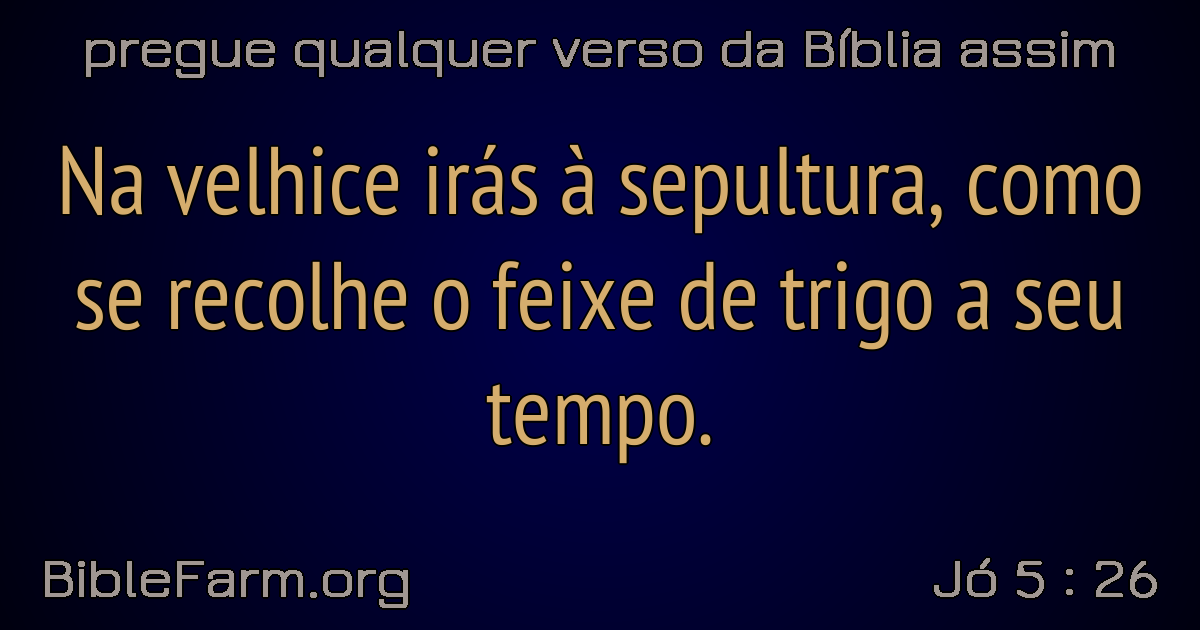 pregue qualquer verso da Bíblia assim
Na velhice irás à sepultura, como
se recolhe o feixe de trigo a seu
tempo.
BibleFarm.org
Jó 5 : 26